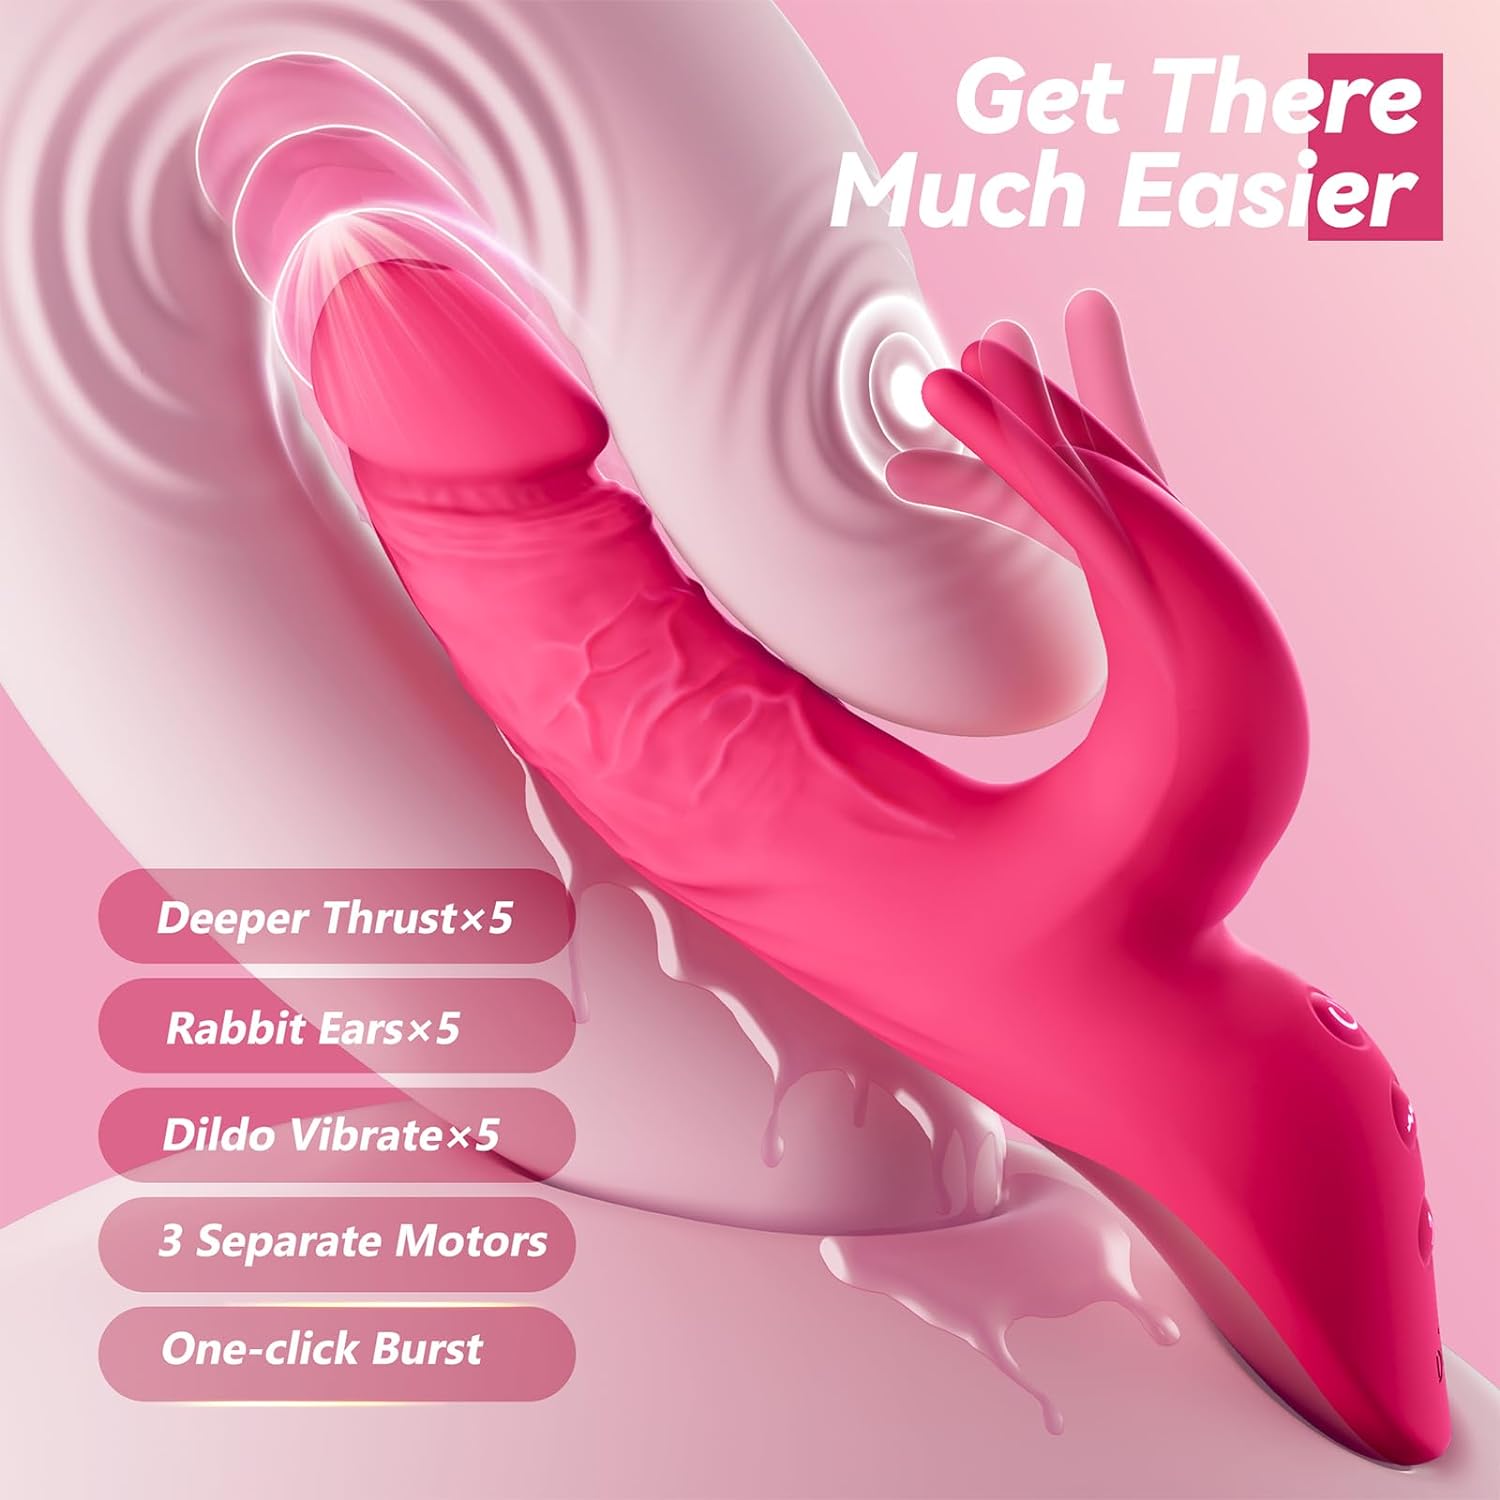 Get There
Much Easier
Deeper Thrust×5
Rabbit Ears×5
Dildo Vibrate×5
3 Separate Motors
One-click Burst